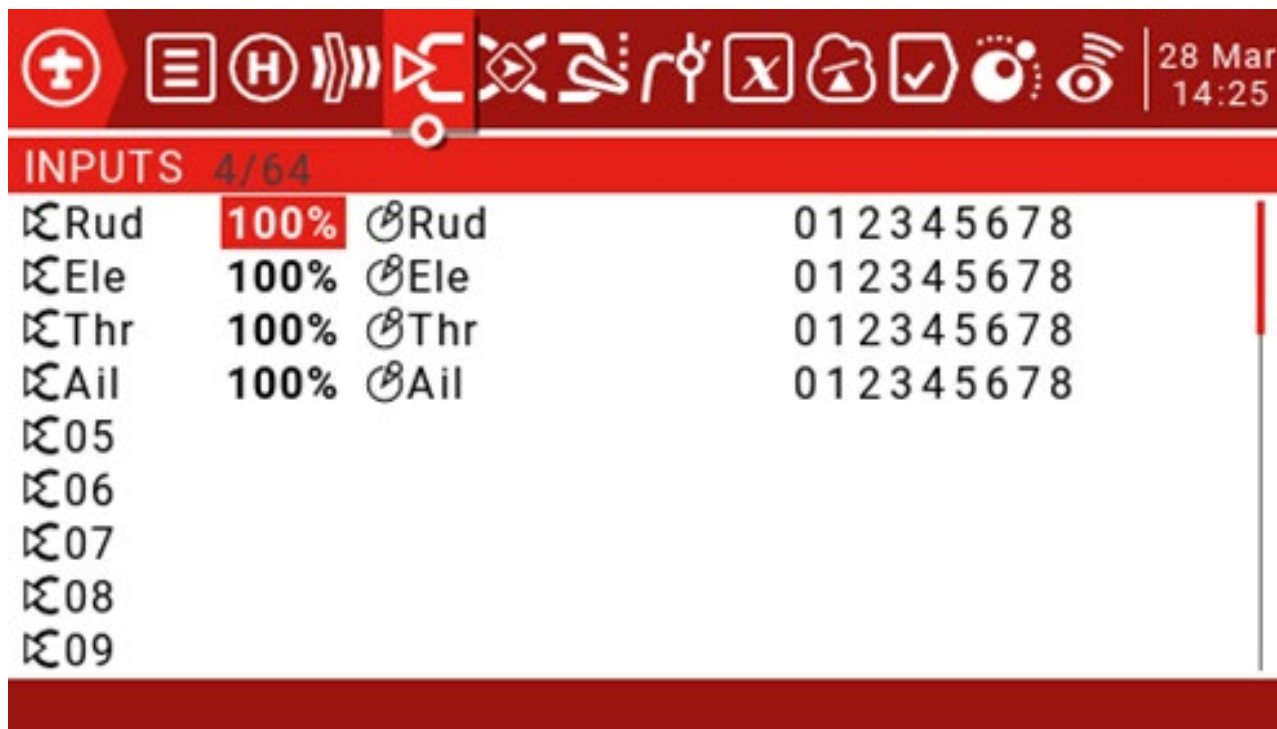 28 Mar
14:25
INPUTS 4/64
Rud 100% Rud 012345678
Ele 100% Ele 012345678
Thr 100% Thr 012345678
Ail 100% Ail 012345678
05
06
07
08
09